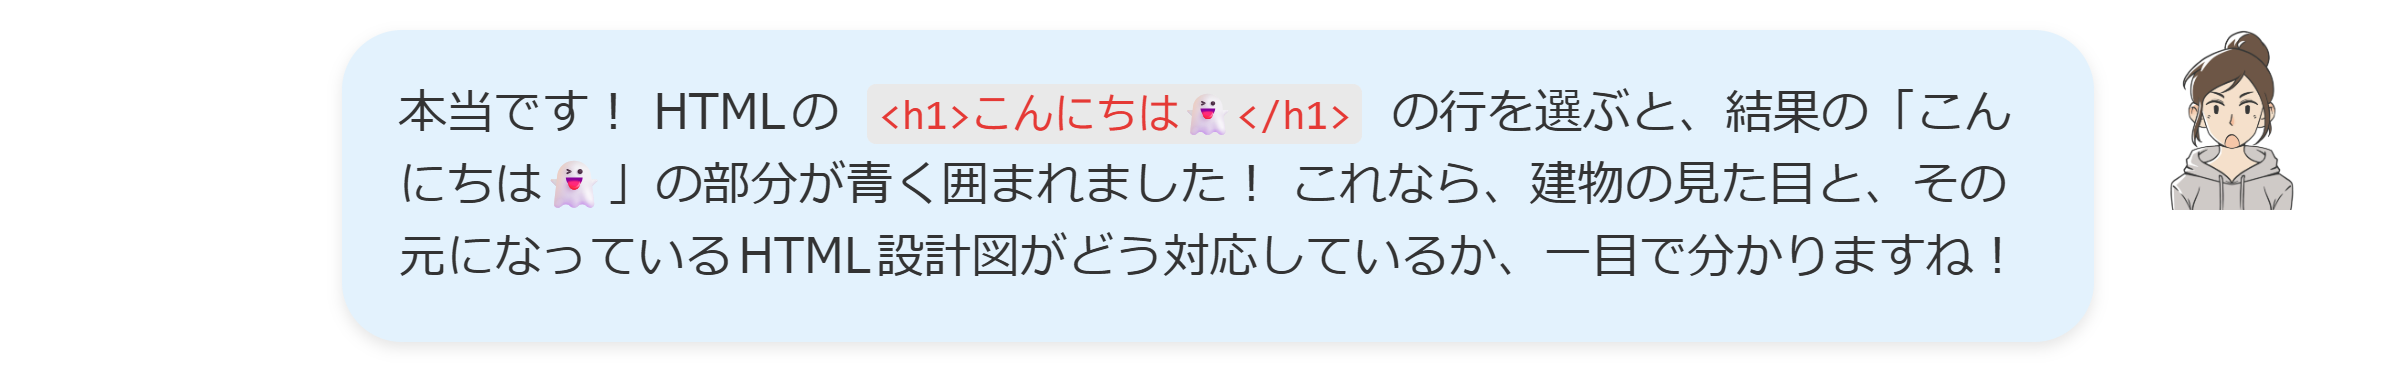 本当です！ HTMLの <h1>こんにちは👻</h1> の行を選ぶと、結果の「こん
にちは👻」の部分が青く囲まれました！ これなら、建物の見た目と、その
元になっているHTML設計図がどう対応しているか、一目で分かりますね！